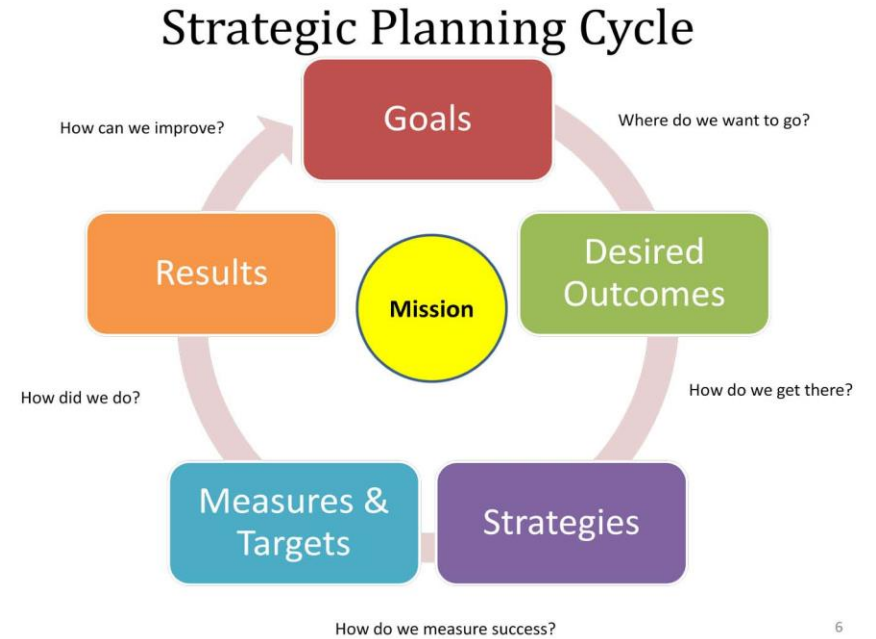 Strategic Planning Cycle
Goals
How can we improve?
Where do we want to go?
Results
Desired
Outcomes
Mission
How did we do?
How do we get there?
Measures &
Targets
Strategies
How do we measure success?
6